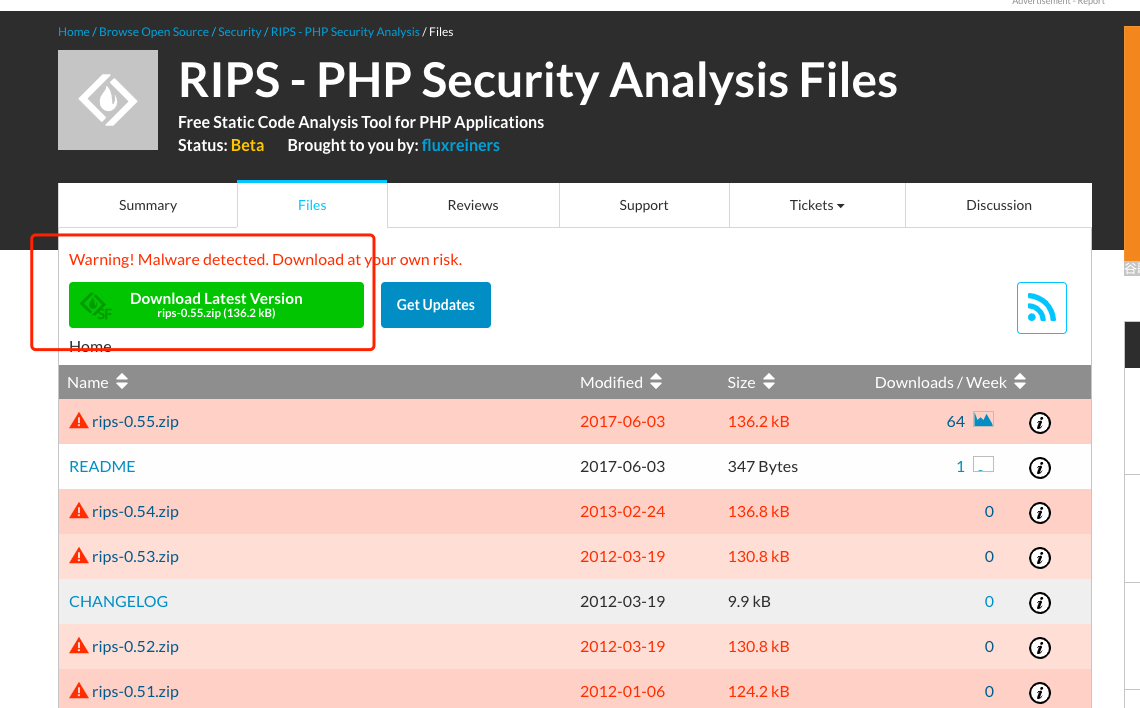 Advertisement - Report
Home / Browse Open Source / Security / RIPS - PHP Security Analysis / Files
RIPS - PHP Security Analysis Files
Free Static Code Analysis Tool for PHP Applications
Status: Beta Brought to you by: fluxreiners
Summary Files Reviews Support Tickets Discussion
Warning! Malware detected. Download at your own risk.
SF
Download Latest Version
rips-0.55.zip (136.2 kB)
Get Updates
Home
Name Modified Size Downloads / Week
rips-0.55.zip 2017-06-03 136.2 kB 64
README 2017-06-03 347 Bytes 1
rips-0.54.zip 2013-02-24 136.8 kB 0
rips-0.53.zip 2012-03-19 130.8 kB 0
CHANGELOG 2012-03-19 9.9 kB 0
rips-0.52.zip 2012-03-19 130.8 kB 0
rips-0.51.zip 2012-01-06 124.2 kB 0